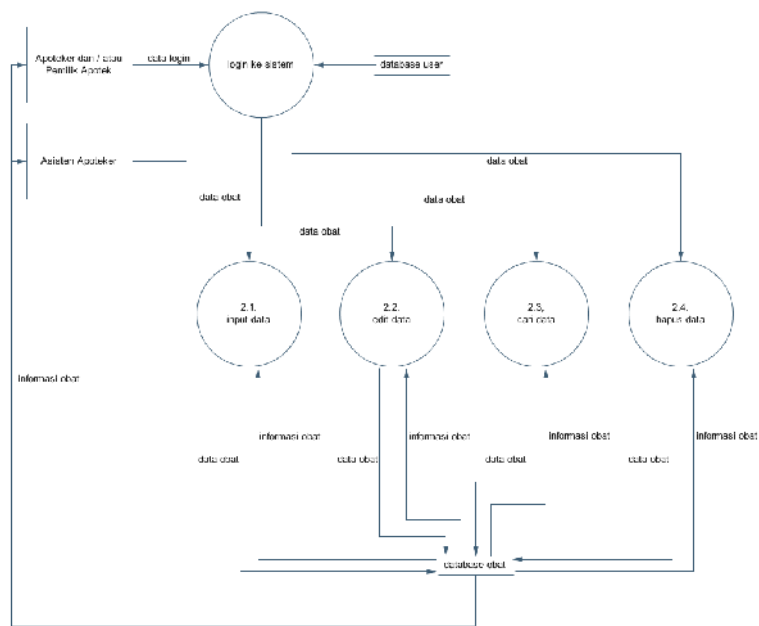 Apoteker dan / atau
Pemilik Apotek
data login
login ke sistem
database user
Asisten Apoteker
data obat
data obat
data obat
data obat
2.1.
input data
2.2.
edit data
2.3.
cari data
2.4.
hapus data
informasi obat
informasi obat
informasi obat
informasi obat
informasi obat
data obat
data obat
data obat
data obat
database obat